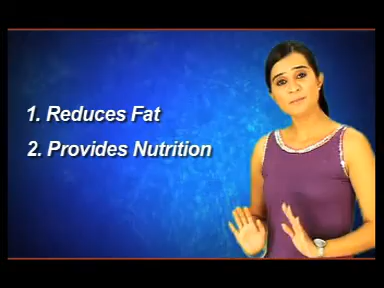 1. Reduces Fat
2. Provides Nutrition